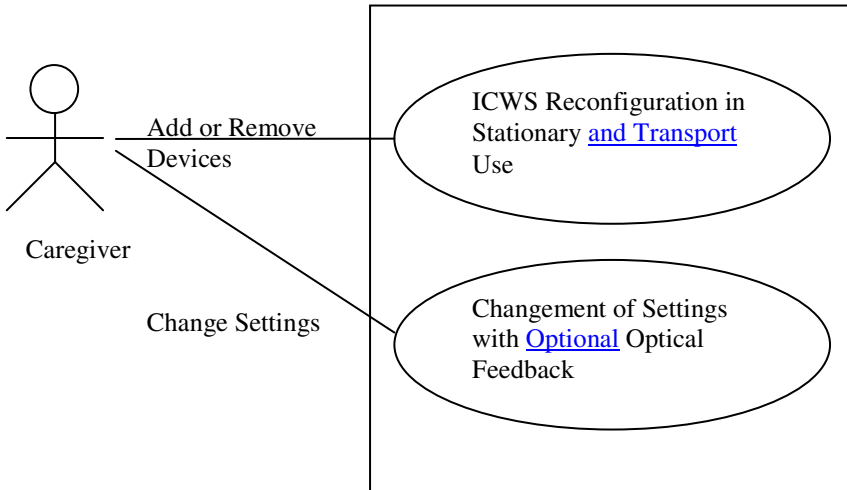 Add or Remove
Devices
ICWS Reconfiguration in
Stationary and Transport
Use
Caregiver
Change Settings
Changement of Settings
with Optional Optical
Feedback